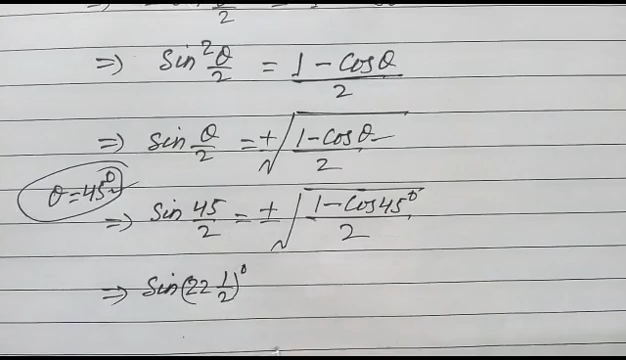 ⇒ Sin² θ/2 = (1 - Cosθ)/2
⇒ Sin θ/2 = ±√((1-Cosθ)/2)
θ=45°
⇒ Sin 45/2 = ±√((1-Cos45°)/2)
⇒ Sin(22 1/2)°